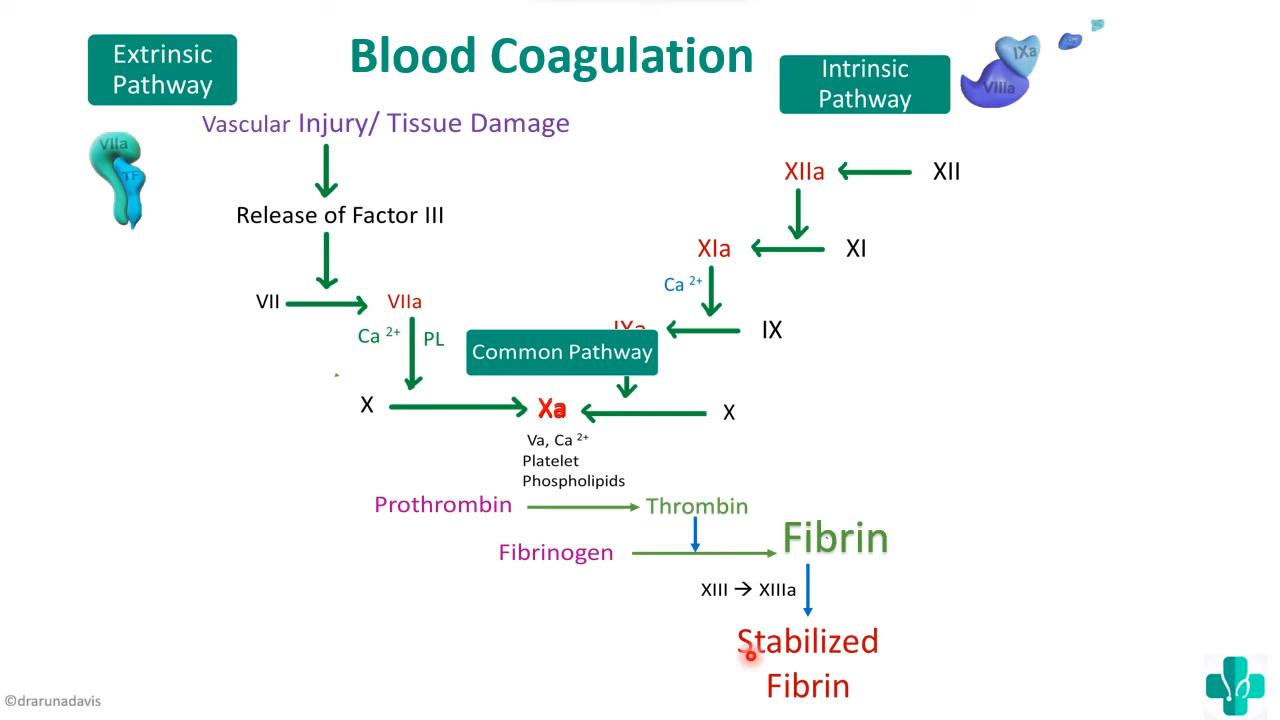 Blood Coagulation
Extrinsic
Pathway
Intrinsic
Pathway
IXa
VIIIa
Vascular Injury/ Tissue Damage
VIIa
TF
XIIa
XII
Release of Factor III
XIa
XI
Ca 2+
VII
VIIa
IXa
IX
Ca 2+
PL
Common Pathway
X
Xa
X
Va, Ca 2+
Platelet
Phospholipids
Prothrombin
Thrombin
Fibrinogen
Fibrin
XIII → XIIIa
Stabilized
Fibrin
©drarunadavis